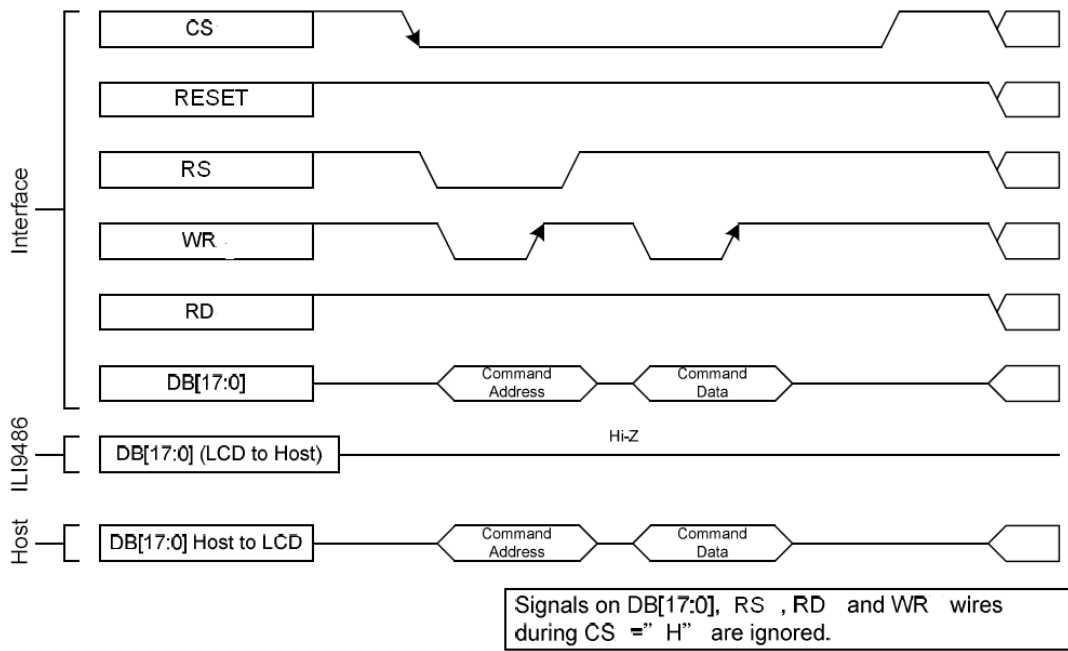 CS
RESET
RS
WR
RD
DB[17:0]
Command
Address
Command
Data
Interface
Hi-Z
DB[17:0] (LCD to Host)
ILI9486
DB[17:0] Host to LCD
Command
Address
Command
Data
Host
Signals on DB[17:0], RS , RD and WR wires
during CS =" H" are ignored.